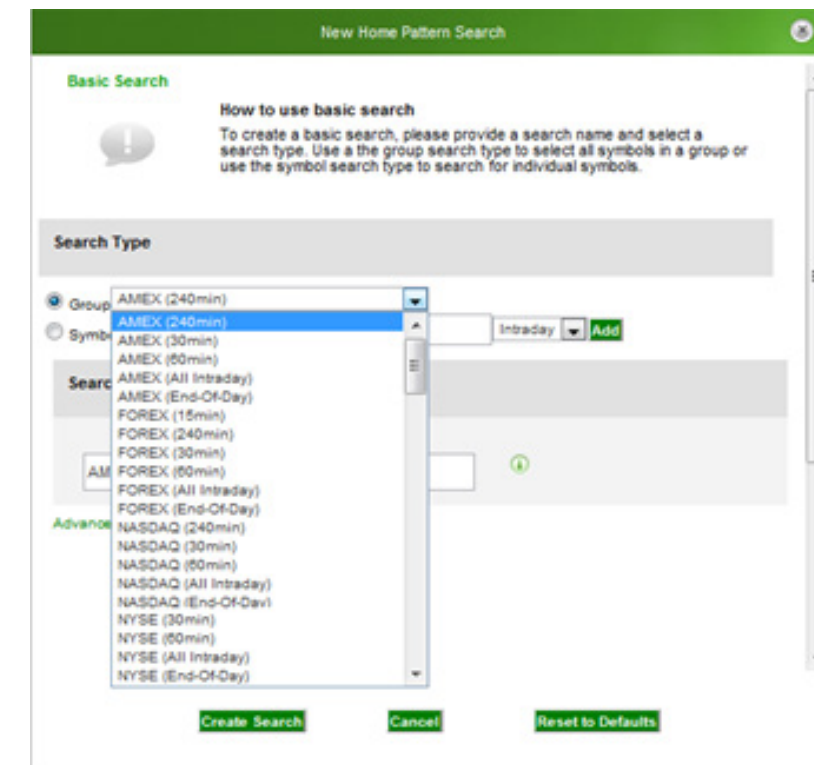 New Home Pattern Search
Basic Search
How to use basic search
To create a basic search, please provide a search name and select a
search type. Use a the group search type to select all symbols in a group or
use the symbol search type to search for individual symbols.
Search Type
Group AMEX (240min)
AMEX (240min)
Intraday Add
AMEX (30min)
AMEX (60min)
AMEX (All Intraday)
AMEX (End-Of-Day)
FOREX (15min)
FOREX (240min)
FOREX (30min)
FOREX (60min)
FOREX (All Intraday)
FOREX (End-Of-Day)
NASDAQ (240min)
NASDAQ (30min)
NASDAQ (60min)
NASDAQ (All Intraday)
NASDAQ (End-Of-Day)
NYSE (30min)
NYSE (60min)
NYSE (All Intraday)
NYSE (End-Of-Day)
Create Search Cancel Reset to Defaults